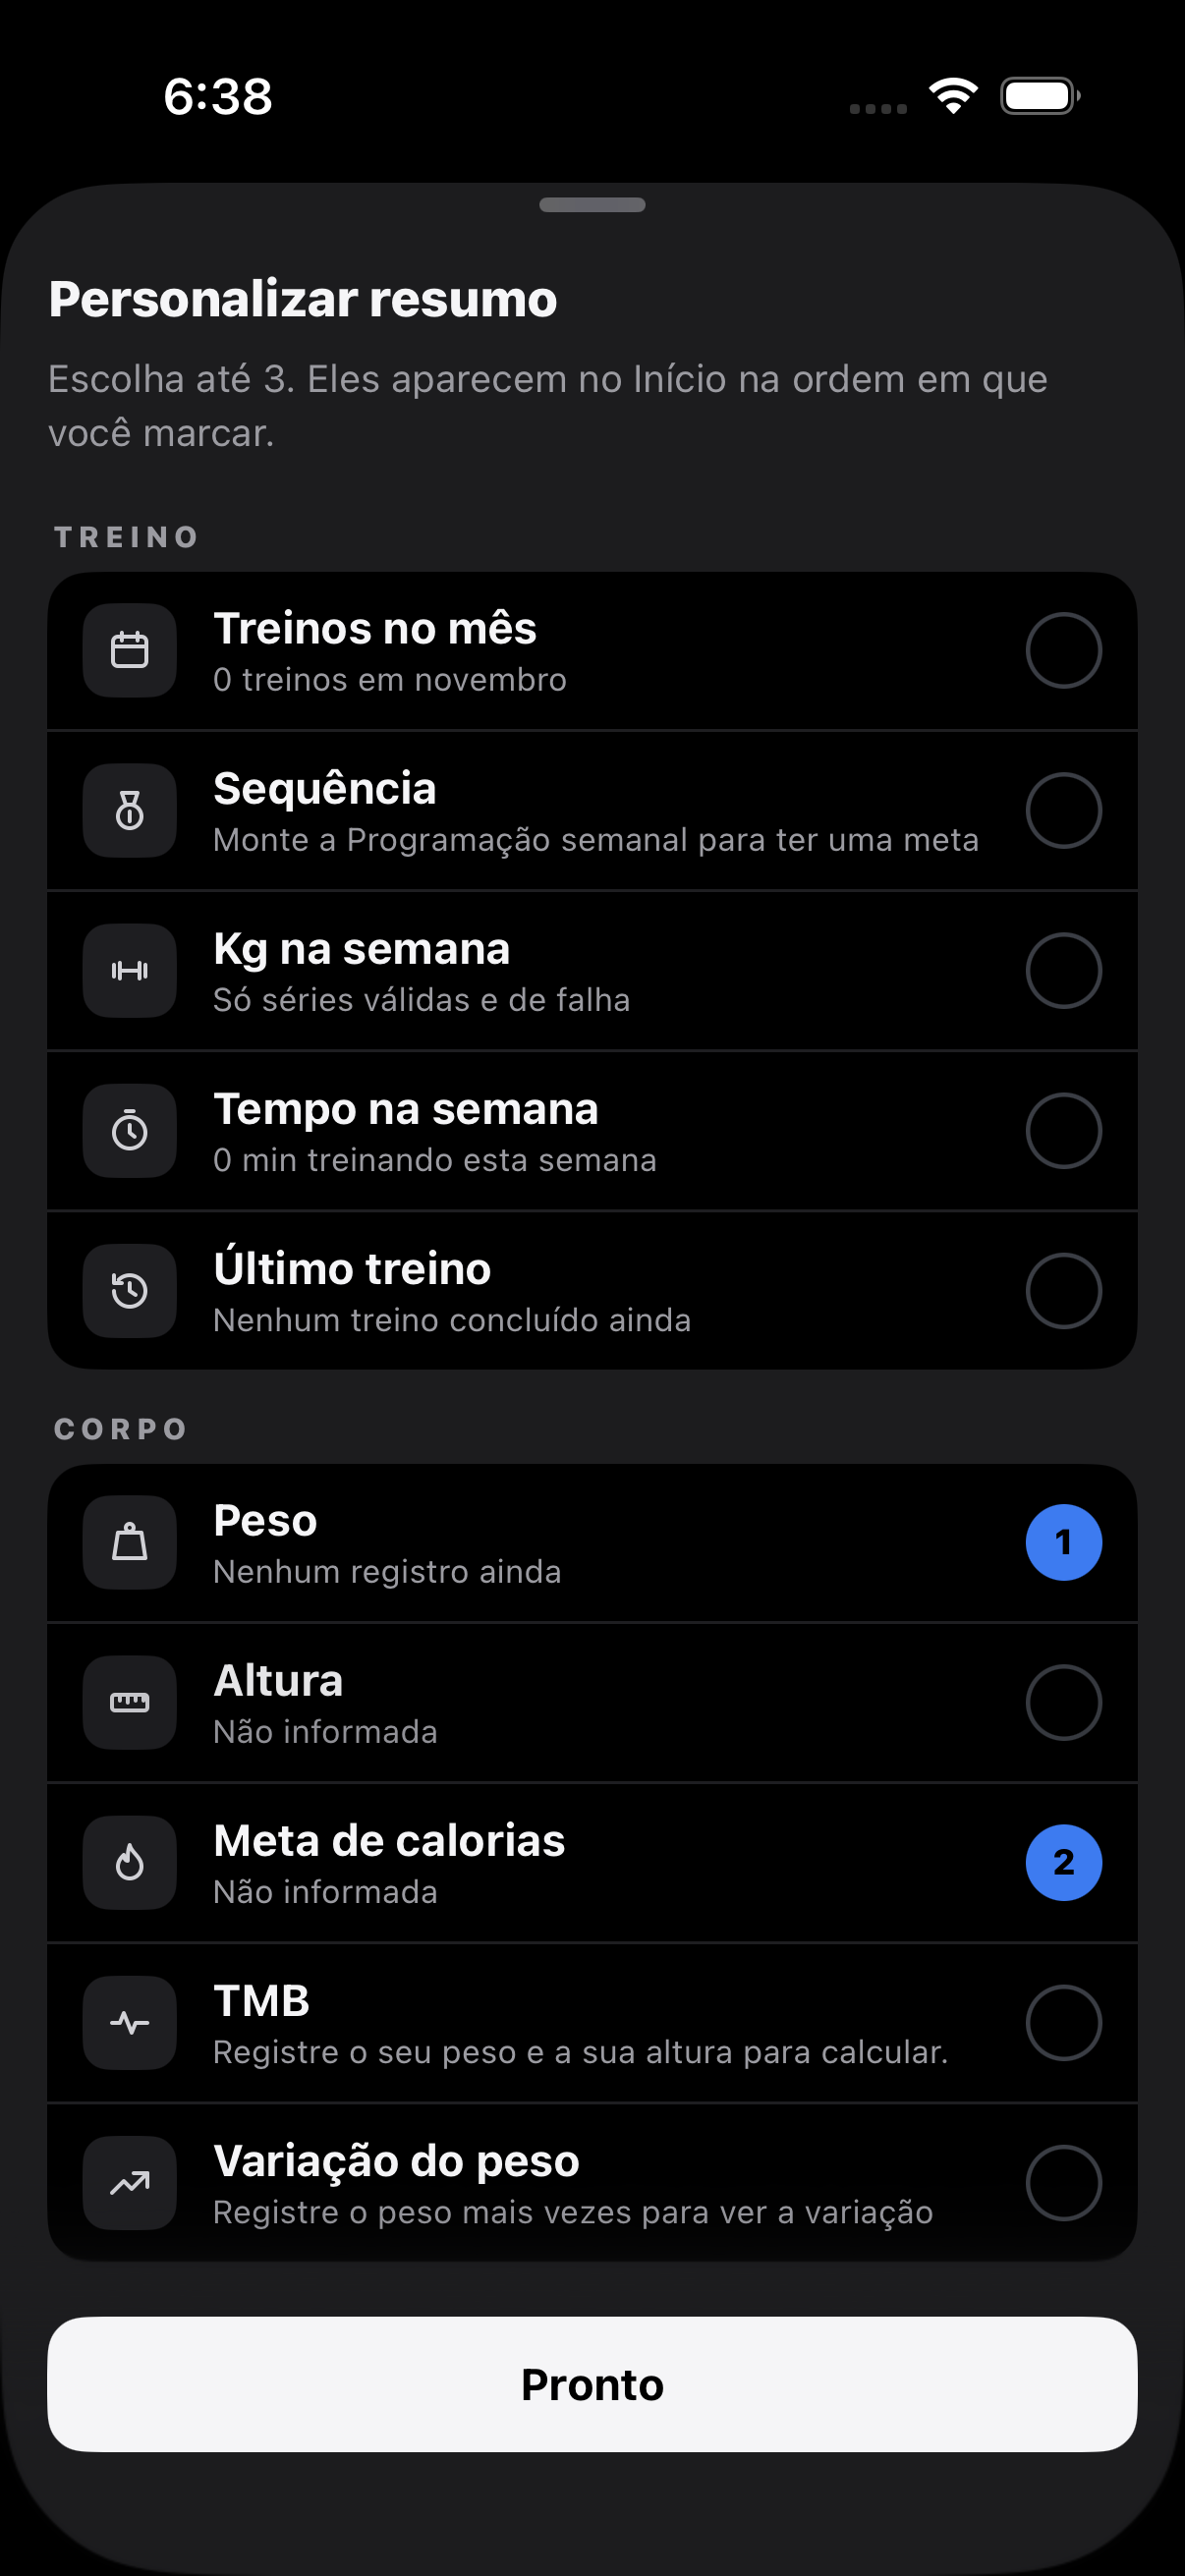 6:38
Personalizar resumo
Escolha até 3. Eles aparecem no Início na ordem em que
você marcar.
TREINO
Treinos no mês
0 treinos em novembro
Sequência
Monte a Programação semanal para ter uma meta
Kg na semana
Só séries válidas e de falha
Tempo na semana
0 min treinando esta semana
Último treino
Nenhum treino concluído ainda
CORPO
Peso
Nenhum registro ainda
1
Altura
Não informada
Meta de calorias
Não informada
2
TMB
Registre o seu peso e a sua altura para calcular.
Variação do peso
Registre o peso mais vezes para ver a variação
Pronto